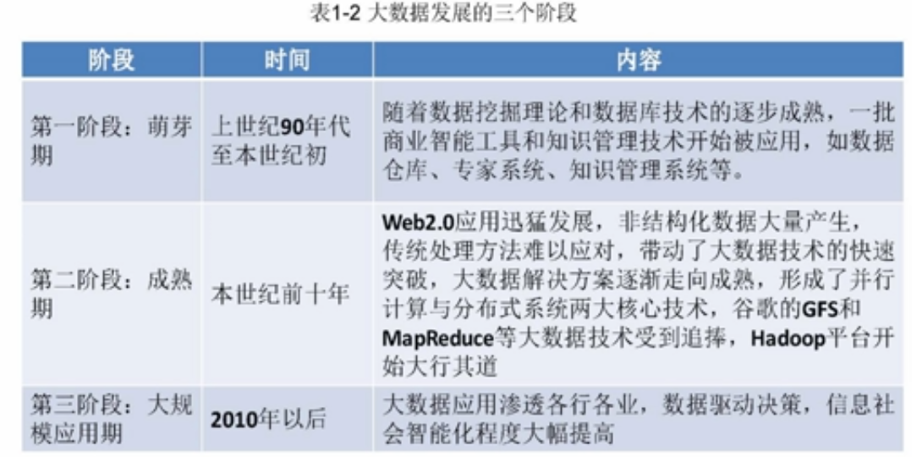 表1-2 大数据发展的三个阶段
阶段
时间
内容
第一阶段：萌芽
期
上世纪90年代
至本世纪初
随着数据挖掘理论和数据库技术的逐步成熟，一批
商业智能工具和知识管理技术开始被应用，如数据
仓库、专家系统、知识管理系统等。
第二阶段：成熟
期
本世纪前十年
Web2.0应用迅猛发展，非结构化数据大量产生，
传统处理方法难以应对，带动了大数据技术的快速
突破，大数据解决方案逐渐走向成熟，形成了并行
计算与分布式系统两大核心技术，谷歌的GFS和
MapReduce等大数据技术受到追捧，Hadoop平台开
始大行其道
第三阶段：大规
模应用期
2010年以后
大数据应用渗透各行各业，数据驱动决策，信息社
会智能化程度大幅提高